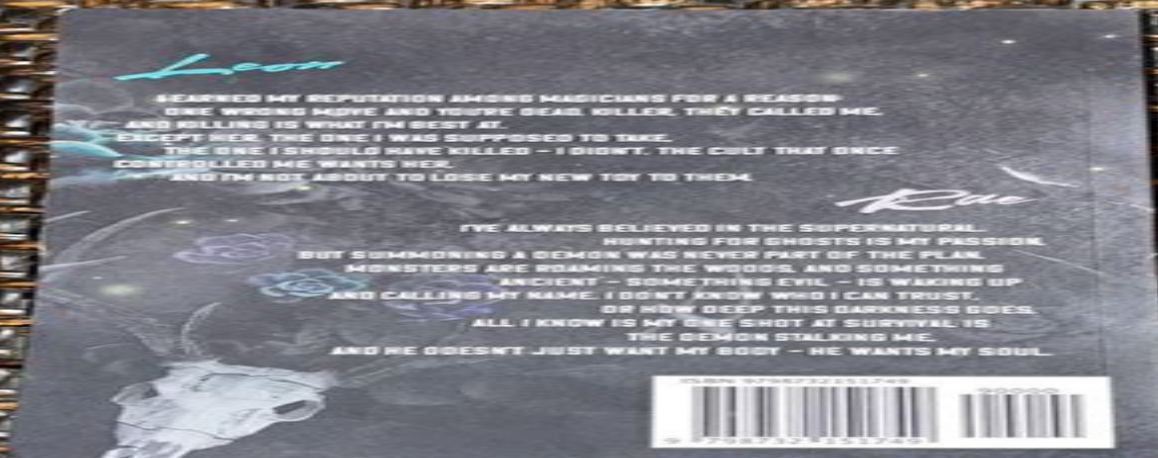 Leon
I EARNED MY REPUTATION AMONG MAGICIANS FOR A REASON:
ONE WRONG MOVE AND YOU'RE DEAD. KILLER, THEY CALLED ME.
AND KILLING IS WHAT I'M BEST AT.
EXCEPT HER. THE ONE I WAS SUPPOSED TO TAKE,
THE ONE I SHOULD HAVE KILLED – I DIDN'T. THE CULT THAT ONCE
CONTROLLED ME WANTS HER,
AND I'M NOT ABOUT TO LOSE MY NEW TOY TO THEM.
Rae
I'VE ALWAYS BELIEVED IN THE SUPERNATURAL.
HUNTING FOR GHOSTS IS MY PASSION,
BUT SUMMONING A DEMON WAS NEVER PART OF THE PLAN.
MONSTERS ARE ROAMING THE WOODS, AND SOMETHING
ANCIENT – SOMETHING EVIL – IS WAKING UP
AND CALLING MY NAME. I DON'T KNOW WHO I CAN TRUST,
OR HOW DEEP THIS DARKNESS GOES.
ALL I KNOW IS MY ONE SHOT AT SURVIVAL IS
THE DEMON STALKING ME.
AND HE DOESN'T JUST WANT MY BODY – HE WANTS MY SOUL.
ISBN 9798732151749
90000
9 798732 151749